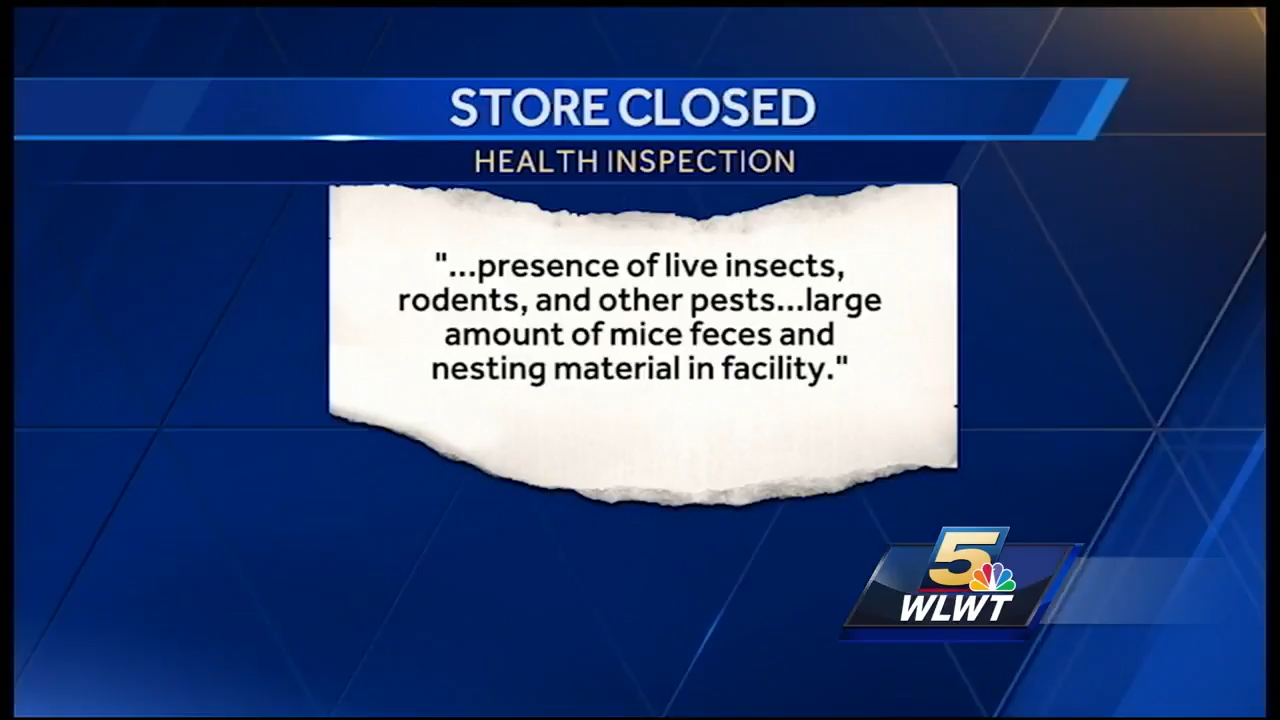 STORE CLOSED
HEALTH INSPECTION
"...presence of live insects,
rodents, and other pests...large
amount of mice feces and
nesting material in facility."
5
WLWT